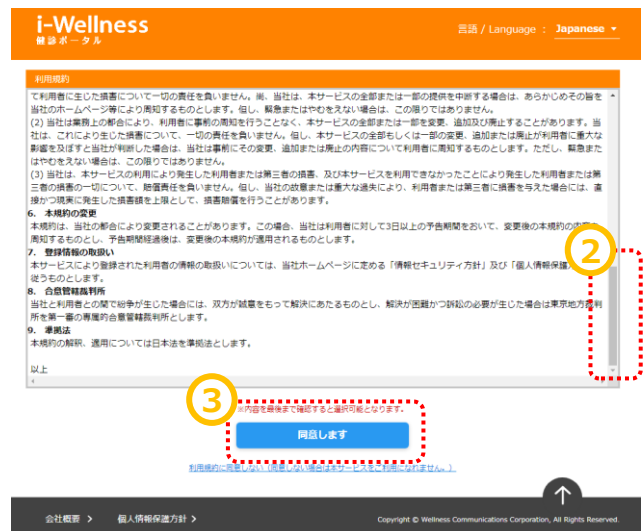 i-Wellness
健診ポータル
言語 / Language : Japanese
利用規約
て利用者に生じた損害について一切の責任を負いません。尚、当社は、本サービスの全部または一部の提供を中断する場合は、あらかじめその旨を
当社のホームページ等により周知するものとします。但し、緊急またはやむをえない場合は、この限りではありません。
(2) 当社は業務上の都合により、利用者に事前の周知を行うことなく、本サービスの全部または一部を変更、追加及び廃止することがあります。当
社は、これにより生じた損害について、一切の責任を負いません。但し、本サービスの全部もしくは一部の変更、追加または廃止が利用者に重大な
影響を及ぼすと当社が判断した場合は、当社は事前にその変更、追加または廃止の内容について利用者に周知するものとします。ただし、緊急また
はやむをえない場合は、この限りではありません。
(3) 当社は、本サービスの利用により発生した利用者または第三者の損害、及び本サービスを利用できなかったことにより発生した利用者または第
三者の損害の一切について、賠償責任を負いません。但し、当社の故意または重大な過失により、利用者または第三者に損害を与えた場合には、直
接かつ現実に発生した損害額を上限として、損害賠償を行うことがあります。
6. 本規約の変更
本規約は、当社の都合により変更されることがあります。この場合、当社は利用者に対して3日以上の予告期間をおいて、変更後の本規約の内容の
周知するものとし、予告期間経過後は、変更後の本規約が適用されるものとします。
7. 登録情報の取扱い
本サービスにより登録された利用者の情報の取扱いについては、当社ホームページに定める「情報セキュリティ方針」及び「個人情報保護方
従うものとします。
8. 合意管轄裁判所
当社と利用者との間で紛争が生じた場合には、双方が誠意をもって解決にあたるものとし、解決が困難かつ訴訟の必要が生じた場合は東京地方裁判
所を第一審の専属的合意管轄裁判所とします。
9. 準拠法
本規約の解釈、適用については日本法を準拠法とします。
以上
②
③
※内容を最後まで確認すると選択可能となります。
同意します
利用規約に同意しない（同意しない場合は本サービスをご利用になれません。）
会社概要 > 個人情報保護方針 >
Copyright © Wellness Communications Corporation, All Rights Reserved.